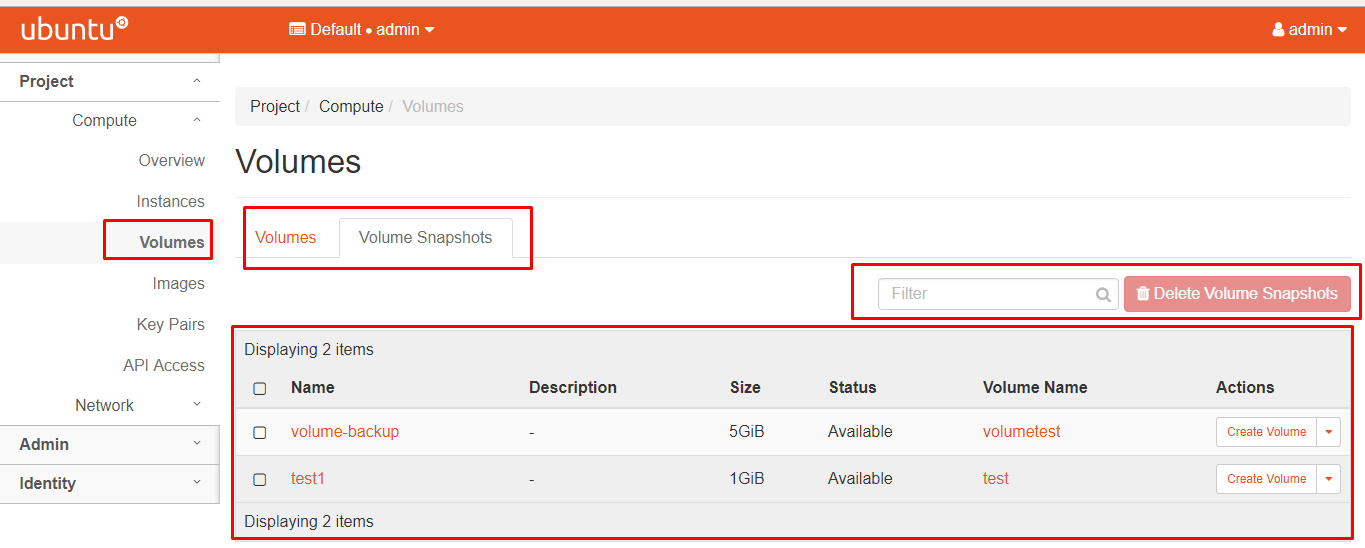 ubuntu
Default • admin
admin
Project
Compute
Overview
Instances
Volumes
Images
Key Pairs
API Access
Network
Admin
Identity
Project / Compute / Volumes
Volumes
Volumes Volume Snapshots
Filter Delete Volume Snapshots
Displaying 2 items
Name Description Size Status Volume Name Actions
volume-backup - 5GiB Available volumetest Create Volume
test1 - 1GiB Available test Create Volume
Displaying 2 items